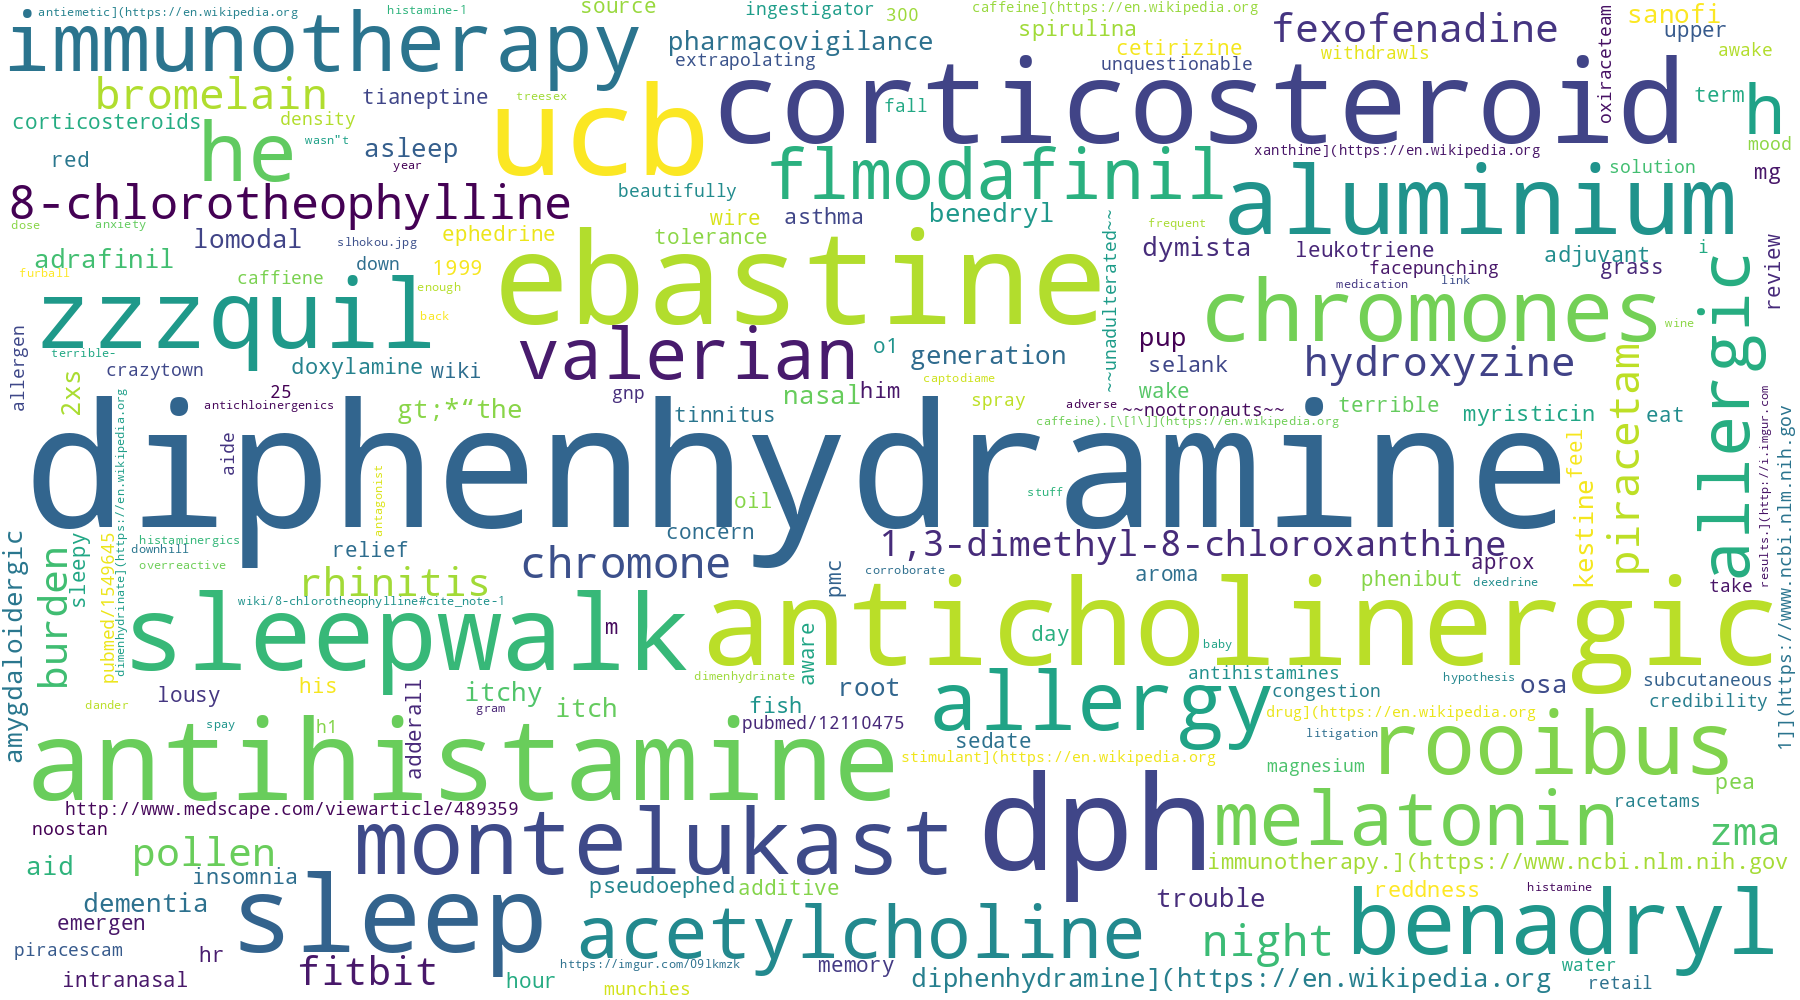 antiemetic](https://en.wikipedia.org
histamine-1
source
ingestigator
300
caffeine](https://en.wikipedia.org
fexofenadine
sanofi
immunotherapy
pharmacovigilance
spirulina
cetirizine
withdrawls
upper
awake
extrapolating
unquestionable
oxiraceteam
bromelain
tianeptine
treesex
ucb
corticosteroid
fall
term
h
corticosteroids
he
density
wasn"t
asleep
year
red
flmodafinil
xanthine](https://en.wikipedia.org
mood
solution
mg
8-chlorotheophylline
beautifully
aluminium
dose
anxiety
lomodal
slhokou.jpg
ephedrine
wire
asthma
benedryl
~~unadulterated~~
frequent
tolerance
dymista
leukotriene
adjuvant
i
review
adrafinil
furball
caffiene
down
1999
ebastine
facepunching
grass
medication
link
allergic
zzzquil
enough
back
chromones
wine
allergen
terrible-
crazytown
doxylamine
wiki
valerian
o1
generation
pup
selank
hydroxyzine
piracetam
2xs
25
antichloinergenics
gnp
nasal
him
captodiame
wake
spray
adverse
~~nootronauts~~
terrible
myristicin
eat
results.](http://i.imgur.com
gt;*“the
tinnitus
caffeine).[\[1\]](https://en.wikipedia.org
dimenhydrinate](https://en.wikipedia.org
aide
diphenhydramine
feel
1]](https://www.ncbi.nlm.nih.gov
antagonist
oil
stuff
kestine
amygdaloidergic
burden
sleepy
pubmed/1549645
histaminergics
downhill
overreactive
relief
concern
chromone
1,3-dimethyl-8-chloroxanthine
rhinitis
pmc
corroborate
aroma
phenibut
aprox
dexedrine
take
wiki/8-chlorotheophylline#cite_note-1
sleepwalk
m
anticholinergic
aware
day
baby
dimenhydrinate
antihistamines
hypothesis
subcutaneous
lousy
his
adderall
itchy
itch
root
allergy
congestion
osa
credibility
dander
spay
h1
gram
fish
pubmed/12110475
drug](https://en.wikipedia.org
rooibus
antihistamine
sedate
litigation
stimulant](https://en.wikipedia.org
magnesium
pea
http://www.medscape.com/viewarticle/489359
dph
melatonin
racetams
noostan
montelukast
zma
pollen
aid
insomnia
immunotherapy.](https://www.ncbi.nlm.nih.gov
sleep
pseudoephed
additive
trouble
reddness
histamine
dementia
emergen
acetylcholine
night
benadryl
piracescam
hr
fitbit
https://imgur.com/O9lkmzk
memory
water
intranasal
hour
munchies
diphenhydramine](https://en.wikipedia.org
retail